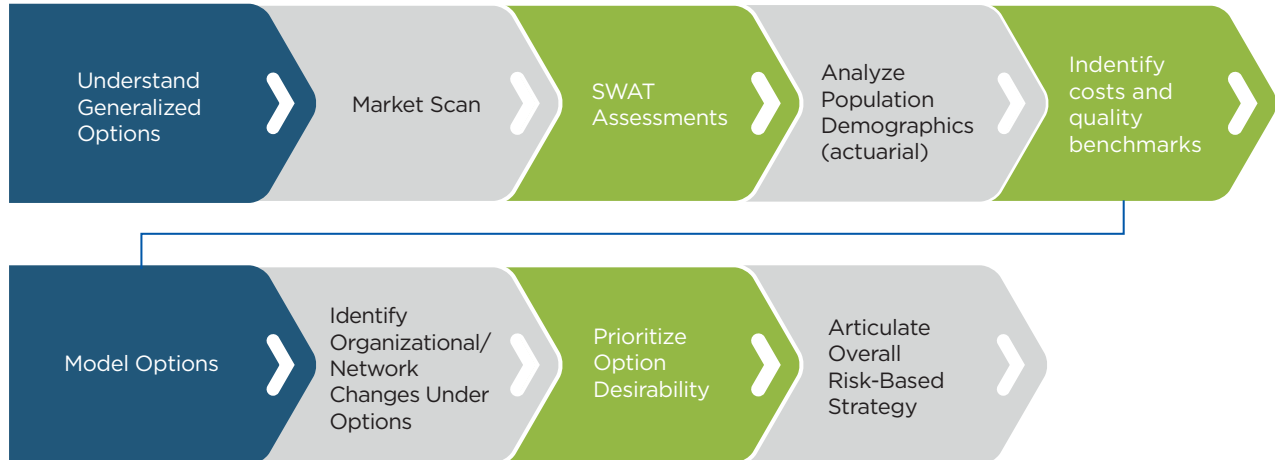 Understand
Generalized
Options
Market Scan
SWAT
Assessments
Analyze
Population
Demographics
(actuarial)
Indentify
costs and
quality
benchmarks
Model Options
Identify
Organizational/
Network
Changes Under
Options
Prioritize
Option
Desirability
Articulate
Overall
Risk-Based
Strategy